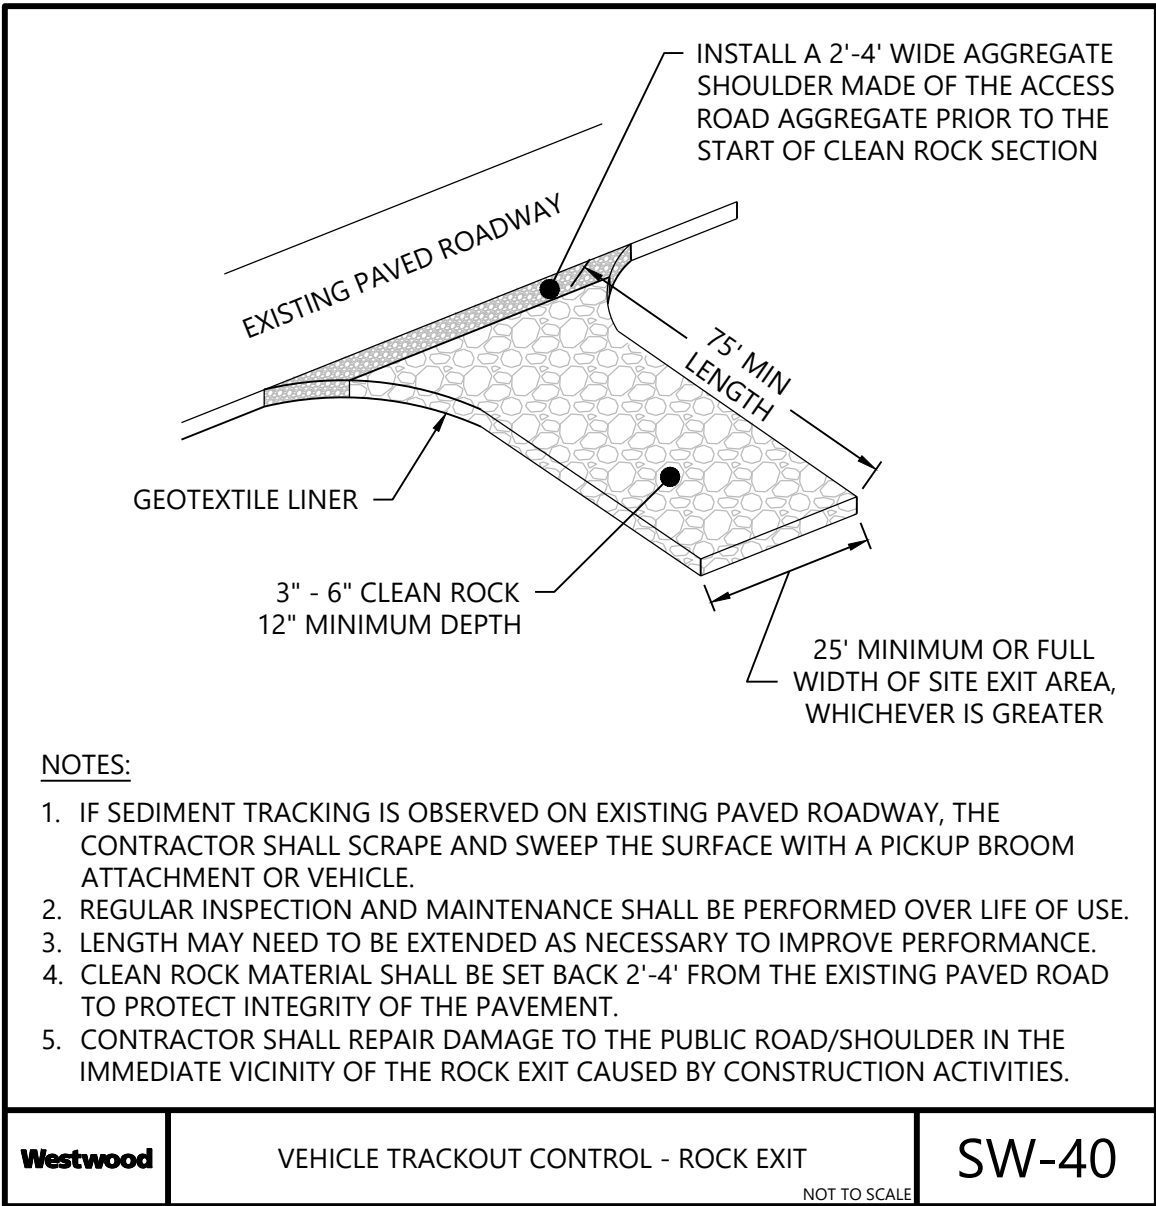 INSTALL A 2'-4' WIDE AGGREGATE
SHOULDER MADE OF THE ACCESS
ROAD AGGREGATE PRIOR TO THE
START OF CLEAN ROCK SECTION
EXISTING PAVED ROADWAY
75' MIN
LENGTH
GEOTEXTILE LINER
3" - 6" CLEAN ROCK
12" MINIMUM DEPTH
25' MINIMUM OR FULL
WIDTH OF SITE EXIT AREA,
WHICHEVER IS GREATER
NOTES:
1. IF SEDIMENT TRACKING IS OBSERVED ON EXISTING PAVED ROADWAY, THE
CONTRACTOR SHALL SCRAPE AND SWEEP THE SURFACE WITH A PICKUP BROOM
ATTACHMENT OR VEHICLE.
2. REGULAR INSPECTION AND MAINTENANCE SHALL BE PERFORMED OVER LIFE OF USE.
3. LENGTH MAY NEED TO BE EXTENDED AS NECESSARY TO IMPROVE PERFORMANCE.
4. CLEAN ROCK MATERIAL SHALL BE SET BACK 2'-4' FROM THE EXISTING PAVED ROAD
TO PROTECT INTEGRITY OF THE PAVEMENT.
5. CONTRACTOR SHALL REPAIR DAMAGE TO THE PUBLIC ROAD/SHOULDER IN THE
IMMEDIATE VICINITY OF THE ROCK EXIT CAUSED BY CONSTRUCTION ACTIVITIES.
Westwood
VEHICLE TRACKOUT CONTROL - ROCK EXIT
NOT TO SCALE
SW-40